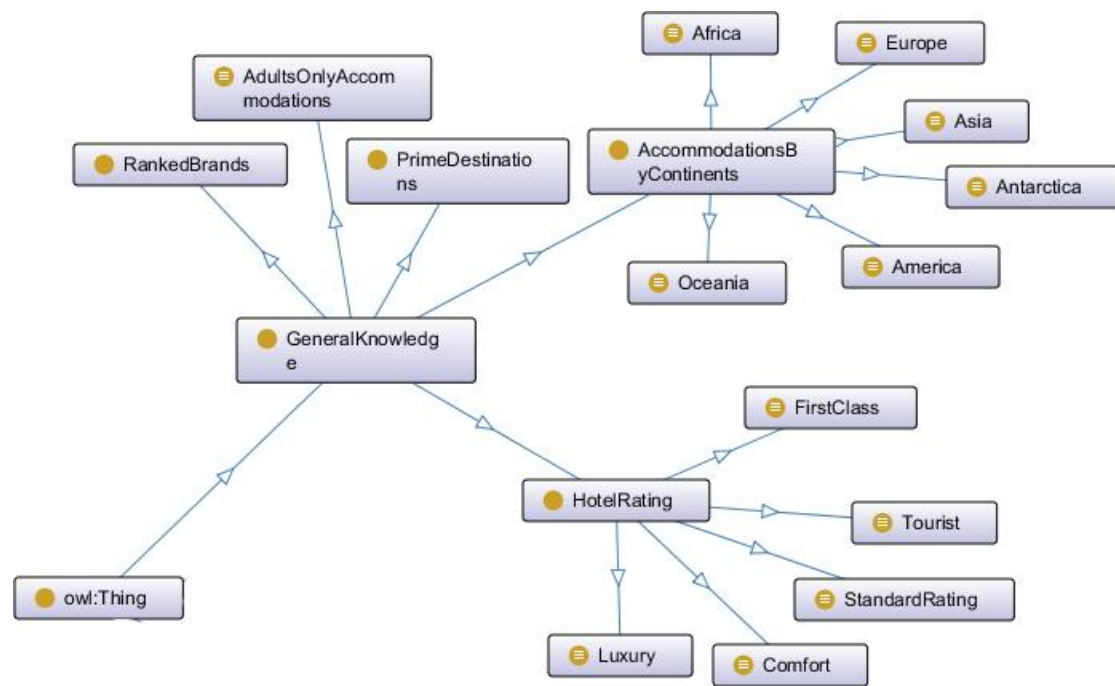 Africa
Europe
AdultsOnlyAccom
modations
Asia
RankedBrands
PrimeDestinatio
ns
AccommodationsB
yContinents
Antarctica
Oceania
America
GeneralKnowledg
e
FirstClass
HotelRating
Tourist
owl:Thing
StandardRating
Luxury
Comfort